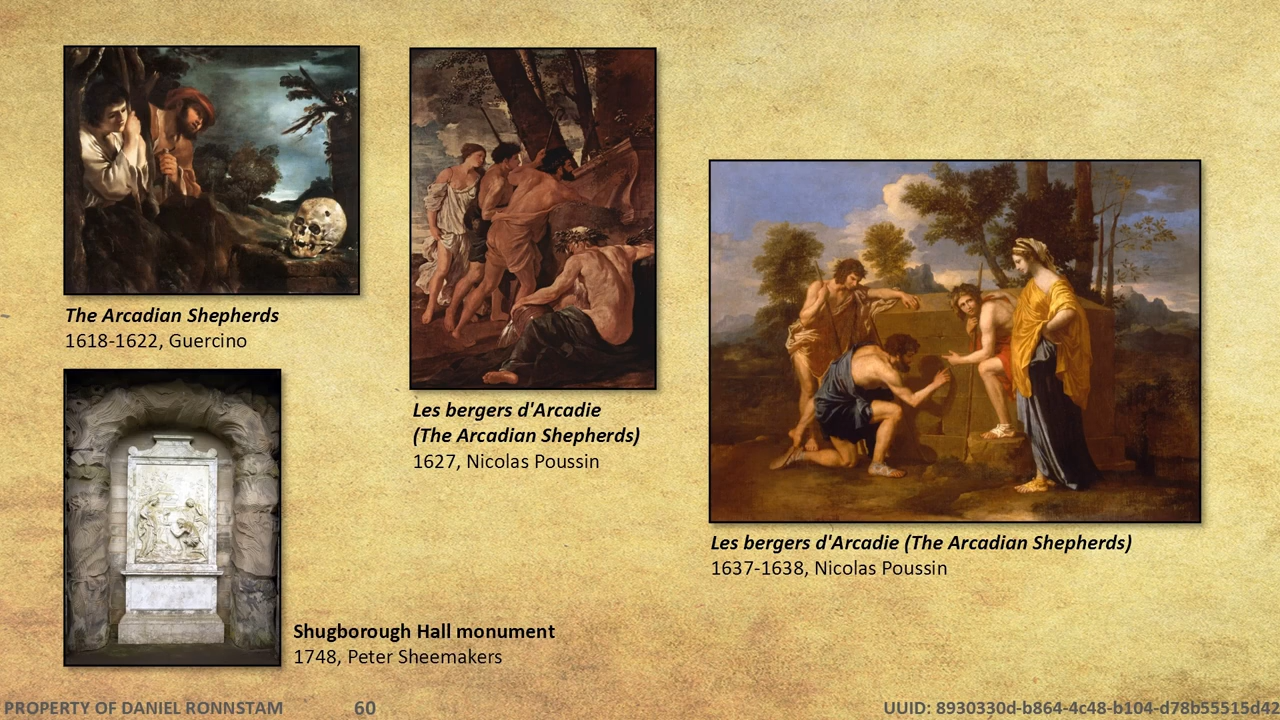 The Arcadian Shepherds
1618-1622, Guercino
Les bergers d'Arcadie
(The Arcadian Shepherds)
1627, Nicolas Poussin
Les bergers d'Arcadie (The Arcadian Shepherds)
1637-1638, Nicolas Poussin
Shugborough Hall monument
1748, Peter Sheemakers
PROPERTY OF DANIEL RONNSTAM
60
UUID: 8930330d-b864-4c48-b104-d78b55515d42